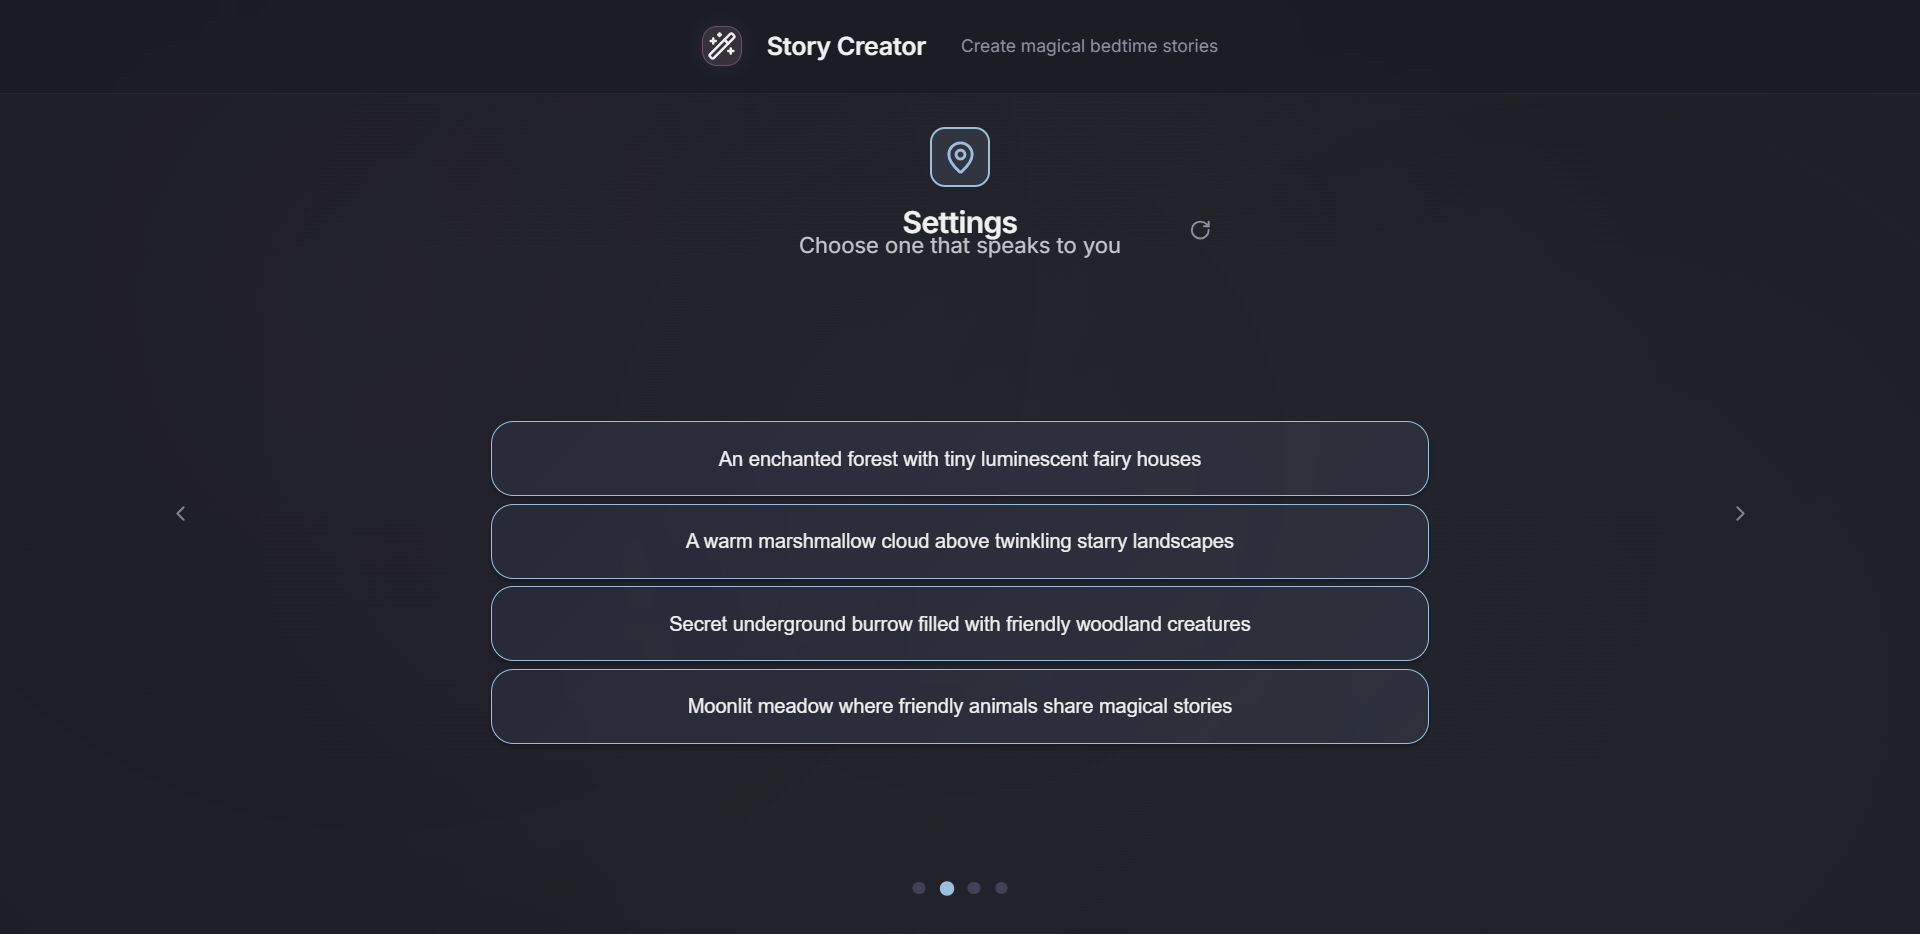 Story Creator
Create magical bedtime stories
Settings
Choose one that speaks to you
An enchanted forest with tiny luminescent fairy houses
A warm marshmallow cloud above twinkling starry landscapes
Secret underground burrow filled with friendly woodland creatures
Moonlit meadow where friendly animals share magical stories